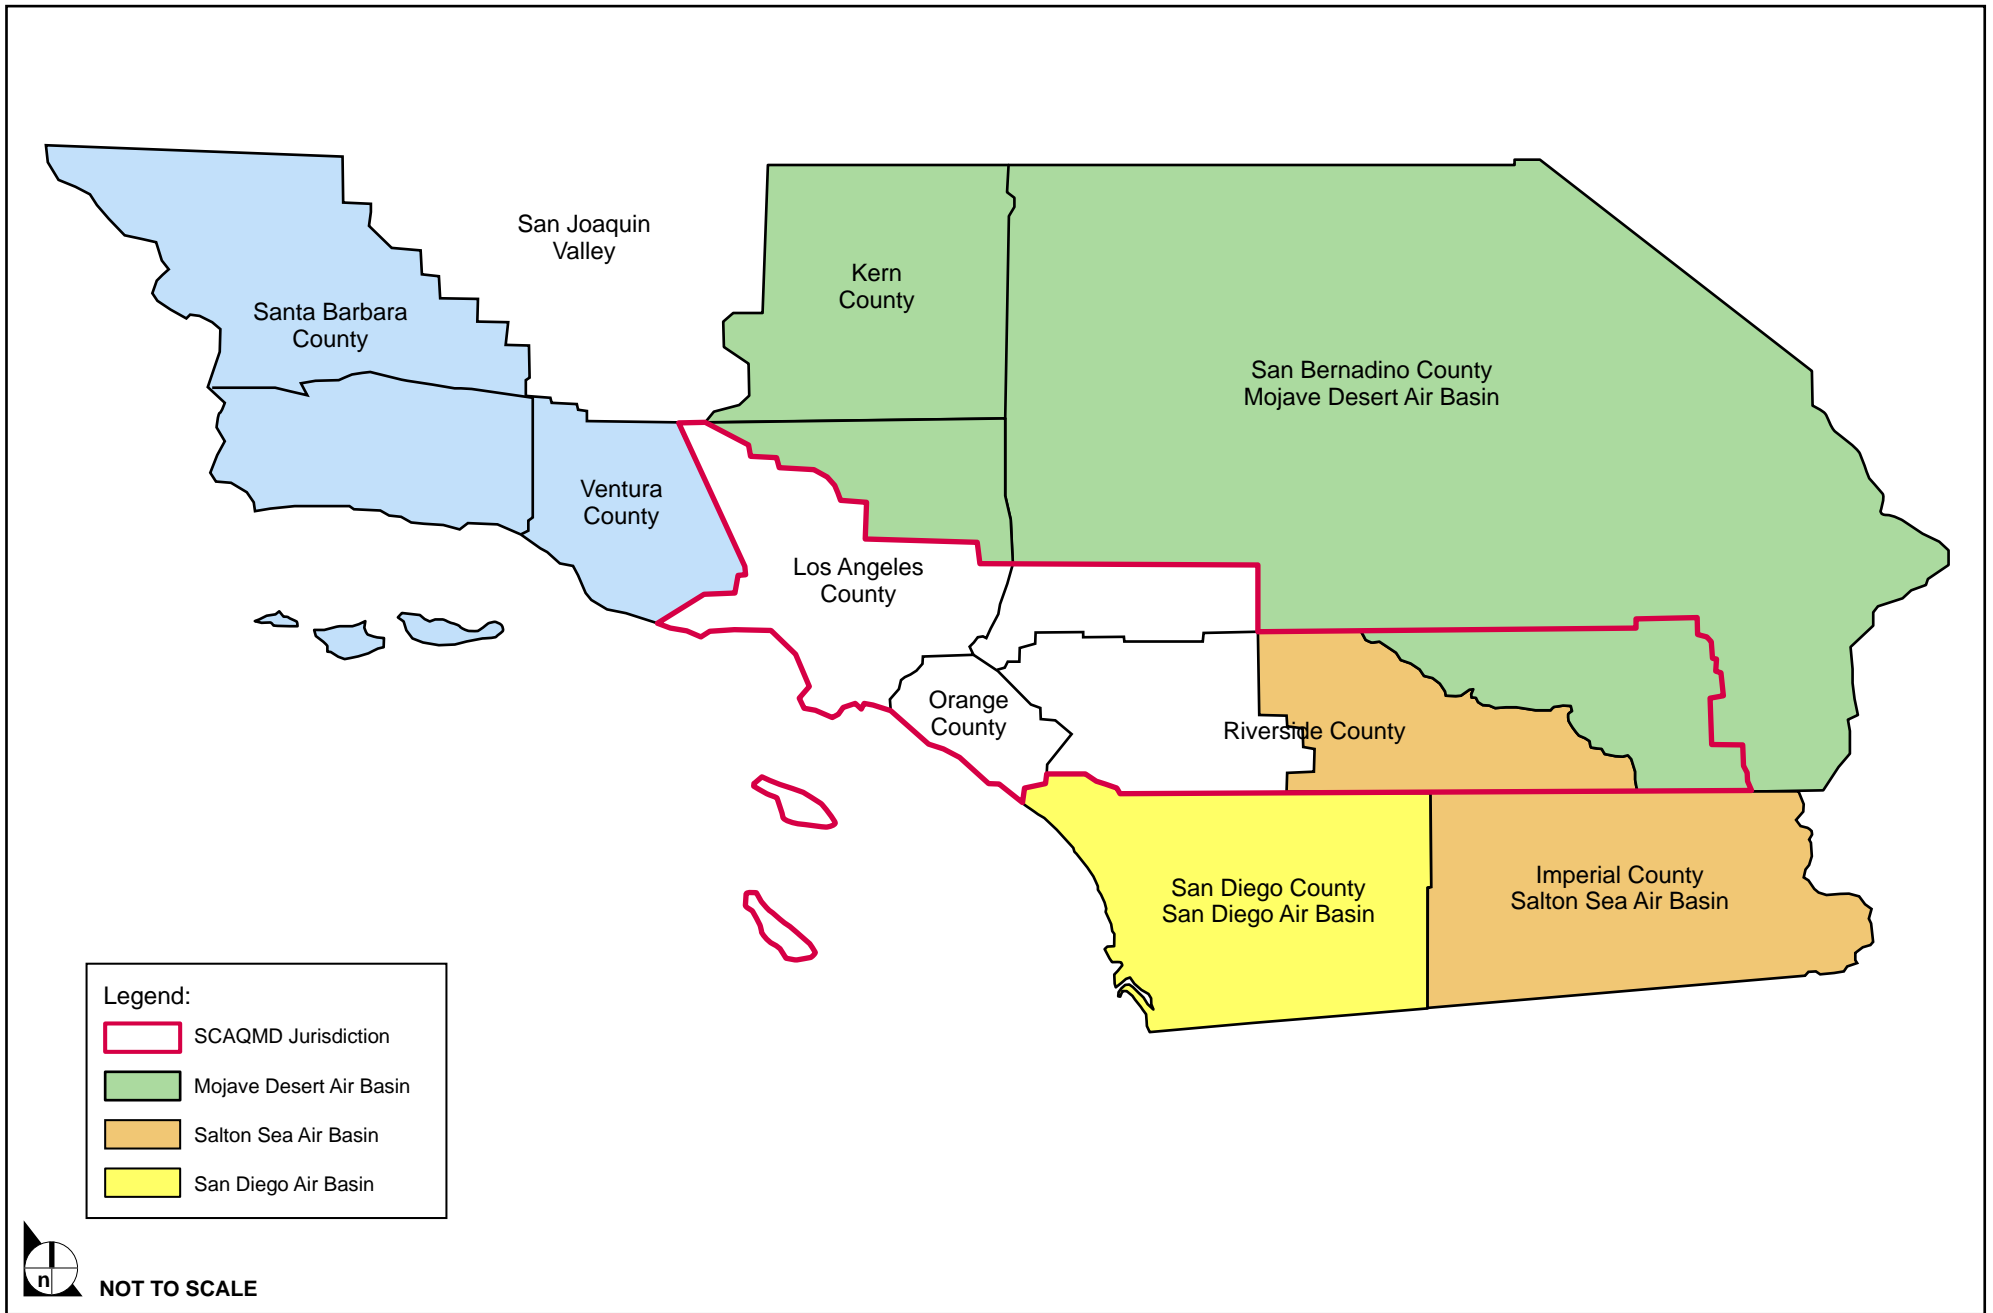 San Joaquin
Valley
Kern
County
Santa Barbara
County
San Bernadino County
Mojave Desert Air Basin
Ventura
County
Los Angeles
County
Orange
County
Riverside County
San Diego County
San Diego Air Basin
Imperial County
Salton Sea Air Basin
Legend:
SCAQMD Jurisdiction
Mojave Desert Air Basin
Salton Sea Air Basin
San Diego Air Basin
n
NOT TO SCALE